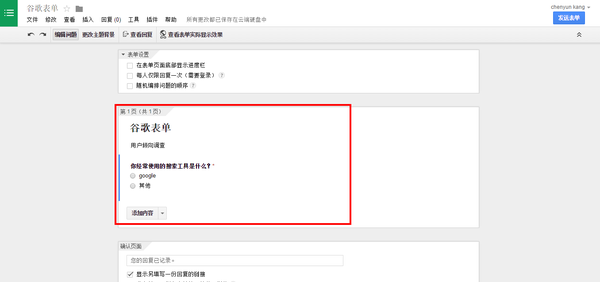 谷歌表单
chenyun kang
文件 修改 查看 插入 回复 (0) 工具 插件 帮助 所有更改都已保存在云端硬盘中
发送表单
编辑问题 更改主题背景 查看回复 查看表单实际显示效果
表单设置
在表单页面底部显示进度栏
每人仅限回复一次（需要登录） ?
随机编排问题的顺序 ?
第 1 页（共 1 页）
谷歌表单
用户倾向调查
你经常使用的搜索工具是什么? *
google
其他
添加内容
确认页面
您的回复已记录。
显示另填写一份回复的链接